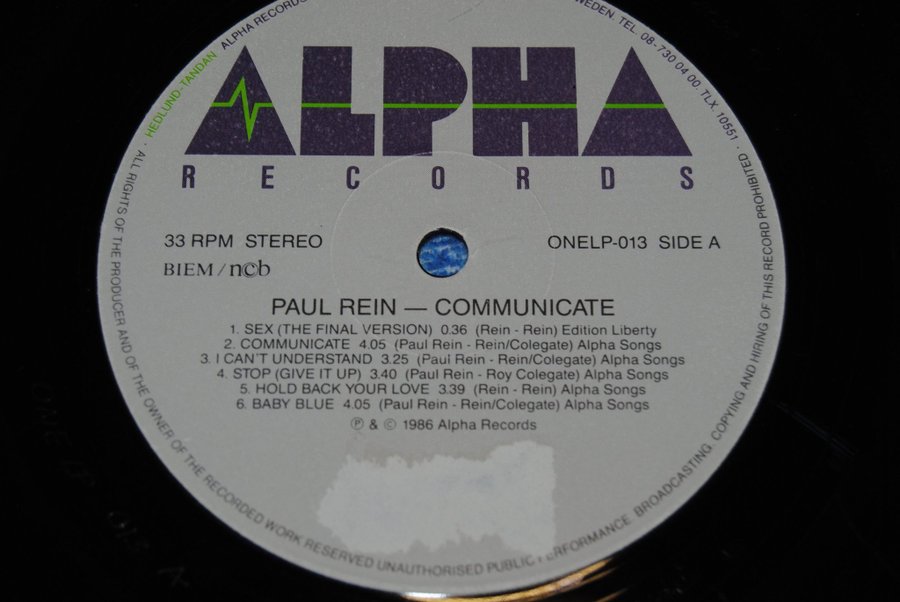 HEDLUND-TANDAN ALPHA RECORDS
SWEDEN. TEL. 08-730 04 00. TLX 10551 ·
ALPHA
RECORDS
33 RPM STEREO
ONELP-013 SIDE A
BIEM/n©b
PAUL REIN — COMMUNICATE
1. SEX (THE FINAL VERSION) 0.36 (Rein - Rein) Edition Liberty
2. COMMUNICATE 4.05 (Paul Rein - Rein/Colegate) Alpha Songs
3. I CAN'T UNDERSTAND 3.25 (Paul Rein - Rein/Colegate) Alpha Songs
4. STOP (GIVE IT UP) 3.40 (Paul Rein - Roy Colegate) Alpha Songs
5. HOLD BACK YOUR LOVE 3.39 (Rein - Rein) Alpha Songs
6. BABY BLUE 4.05 (Paul Rein - Rein/Colegate) Alpha Songs
℗ & © 1986 Alpha Records
· ALL RIGHTS OF THE PRODUCER AND OF THE OWNER OF THE RECORDED WORK RESERVED UNAUTHORISED PUBLIC PERFORMANCE BROADCASTING. COPYING AND HIRING OF THIS RECORD PROHIBITED